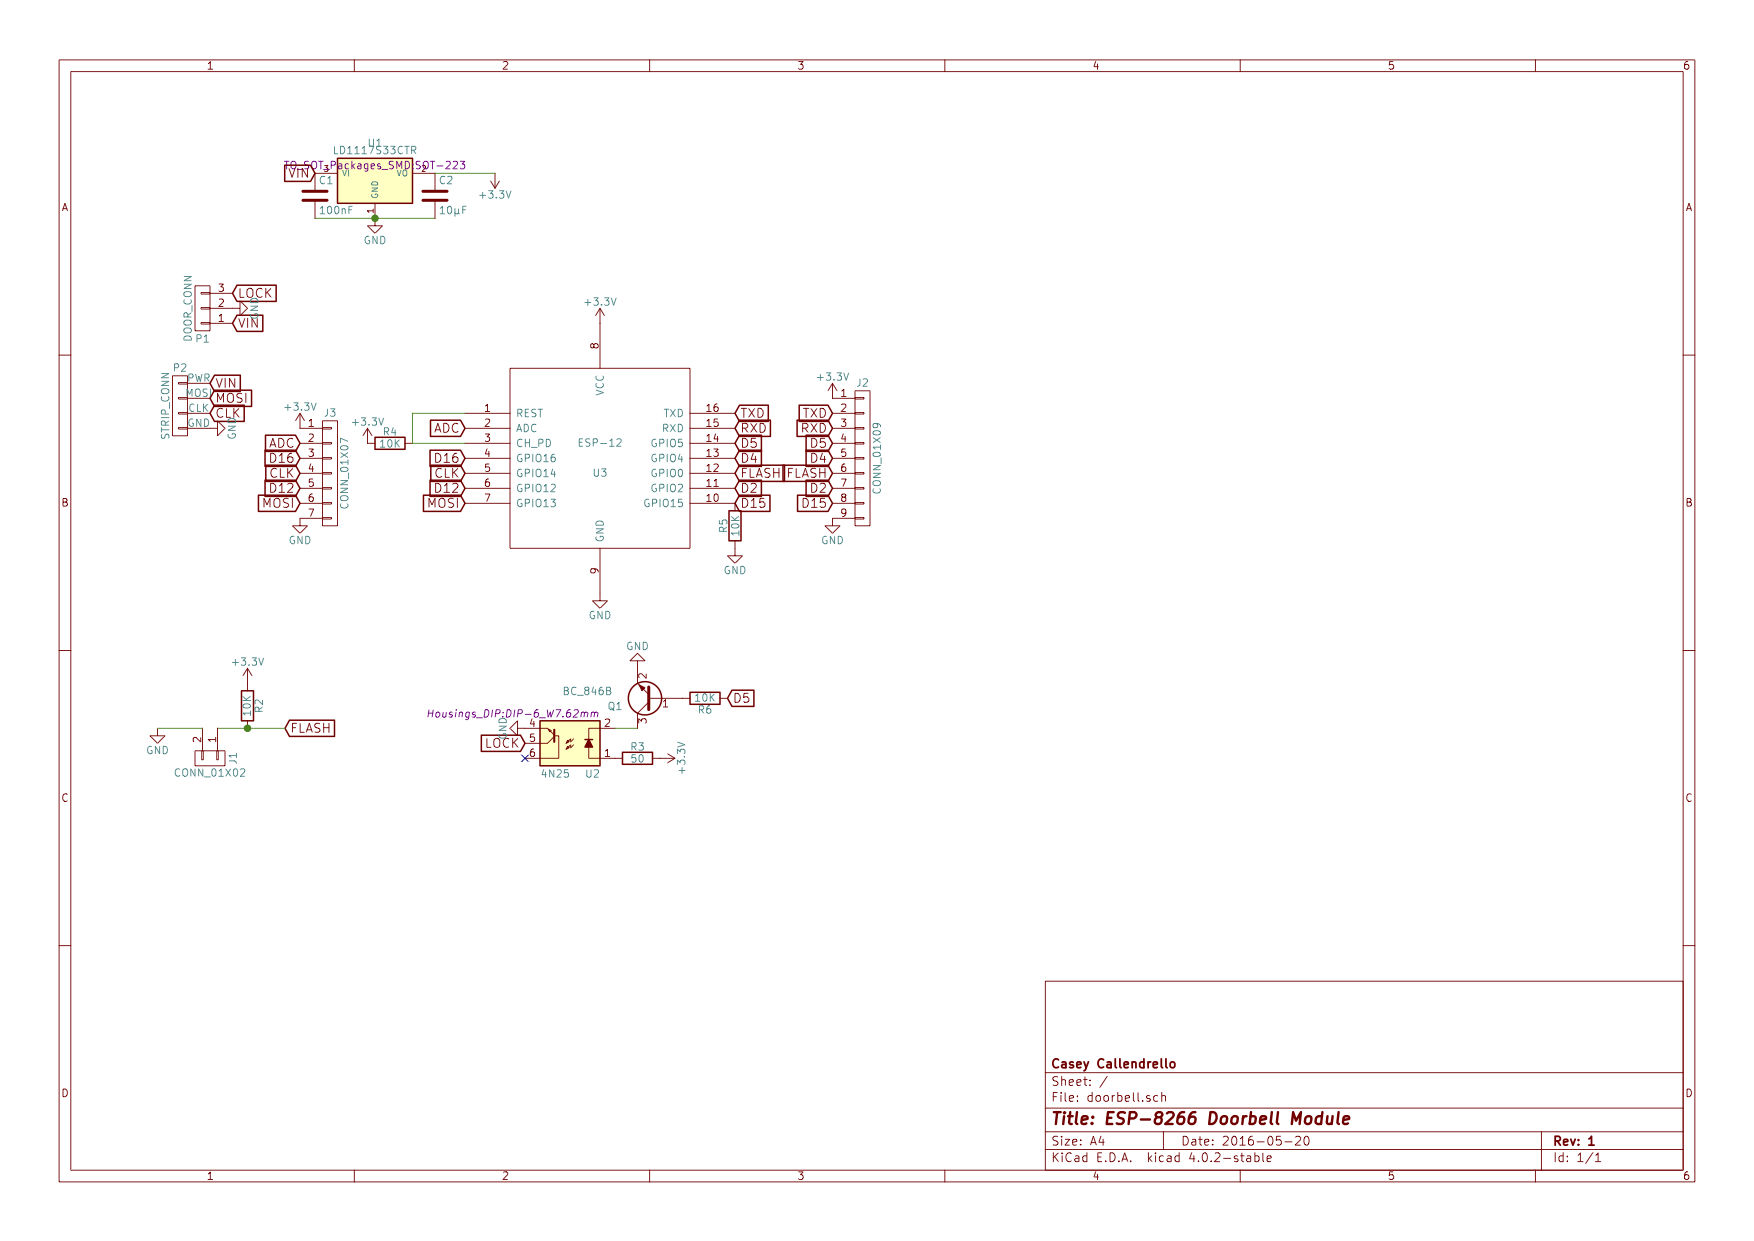 1 2 3 4 5 6
A
B
C
D
U1
LD1117S33CTR
TO_SOT_Packages_SMD:SOT-223
VIN 3 VI VO 2
GND
1
C1
100nF
C2
10µF
+3.3V
GND
DOOR_CONN
P1
3 LOCK
2 GND
1 VIN
P2
STRIP_CONN
PWR VIN
MOSI MOSI
CLK CLK
GND GND
+3.3V
J3
CONN_01X07
1
ADC 2
D16 3
CLK 4
D12 5
MOSI 6
7
GND
+3.3V
R4
10K
+3.3V
8
VCC
ESP-12
U3
1 REST
ADC 2 ADC
3 CH_PD
D16 4 GPIO16
CLK 5 GPIO14
D12 6 GPIO12
MOSI 7 GPIO13
TXD 16 TXD
RXD 15 RXD
GPIO5 14 D5
GPIO4 13 D4
GPIO0 12 FLASH
GPIO2 11 D2
GPIO15 10 D15
GND
9
GND
R5
10K
GND
+3.3V
J2
CONN_01X09
1
TXD 2
RXD 3
D5 4
D4 5
FLASH 6
D2 7
D15 8
9
GND
+3.3V
10K
R2
FLASH
GND
2 1
J1
CONN_01X02
GND
2
BC_846B
Q1
1
3
10K
R6
D5
Housings_DIP:DIP-6_W7.62mm
GND 4
LOCK 5
6
2
1
4N25 U2
R3
50
+3.3V
Casey Callendrello
Sheet: /
File: doorbell.sch
Title: ESP-8266 Doorbell Module
Size: A4 Date: 2016-05-20 Rev: 1
KiCad E.D.A. kicad 4.0.2-stable Id: 1/1
A
B
C
D
1 2 3 4 5 6